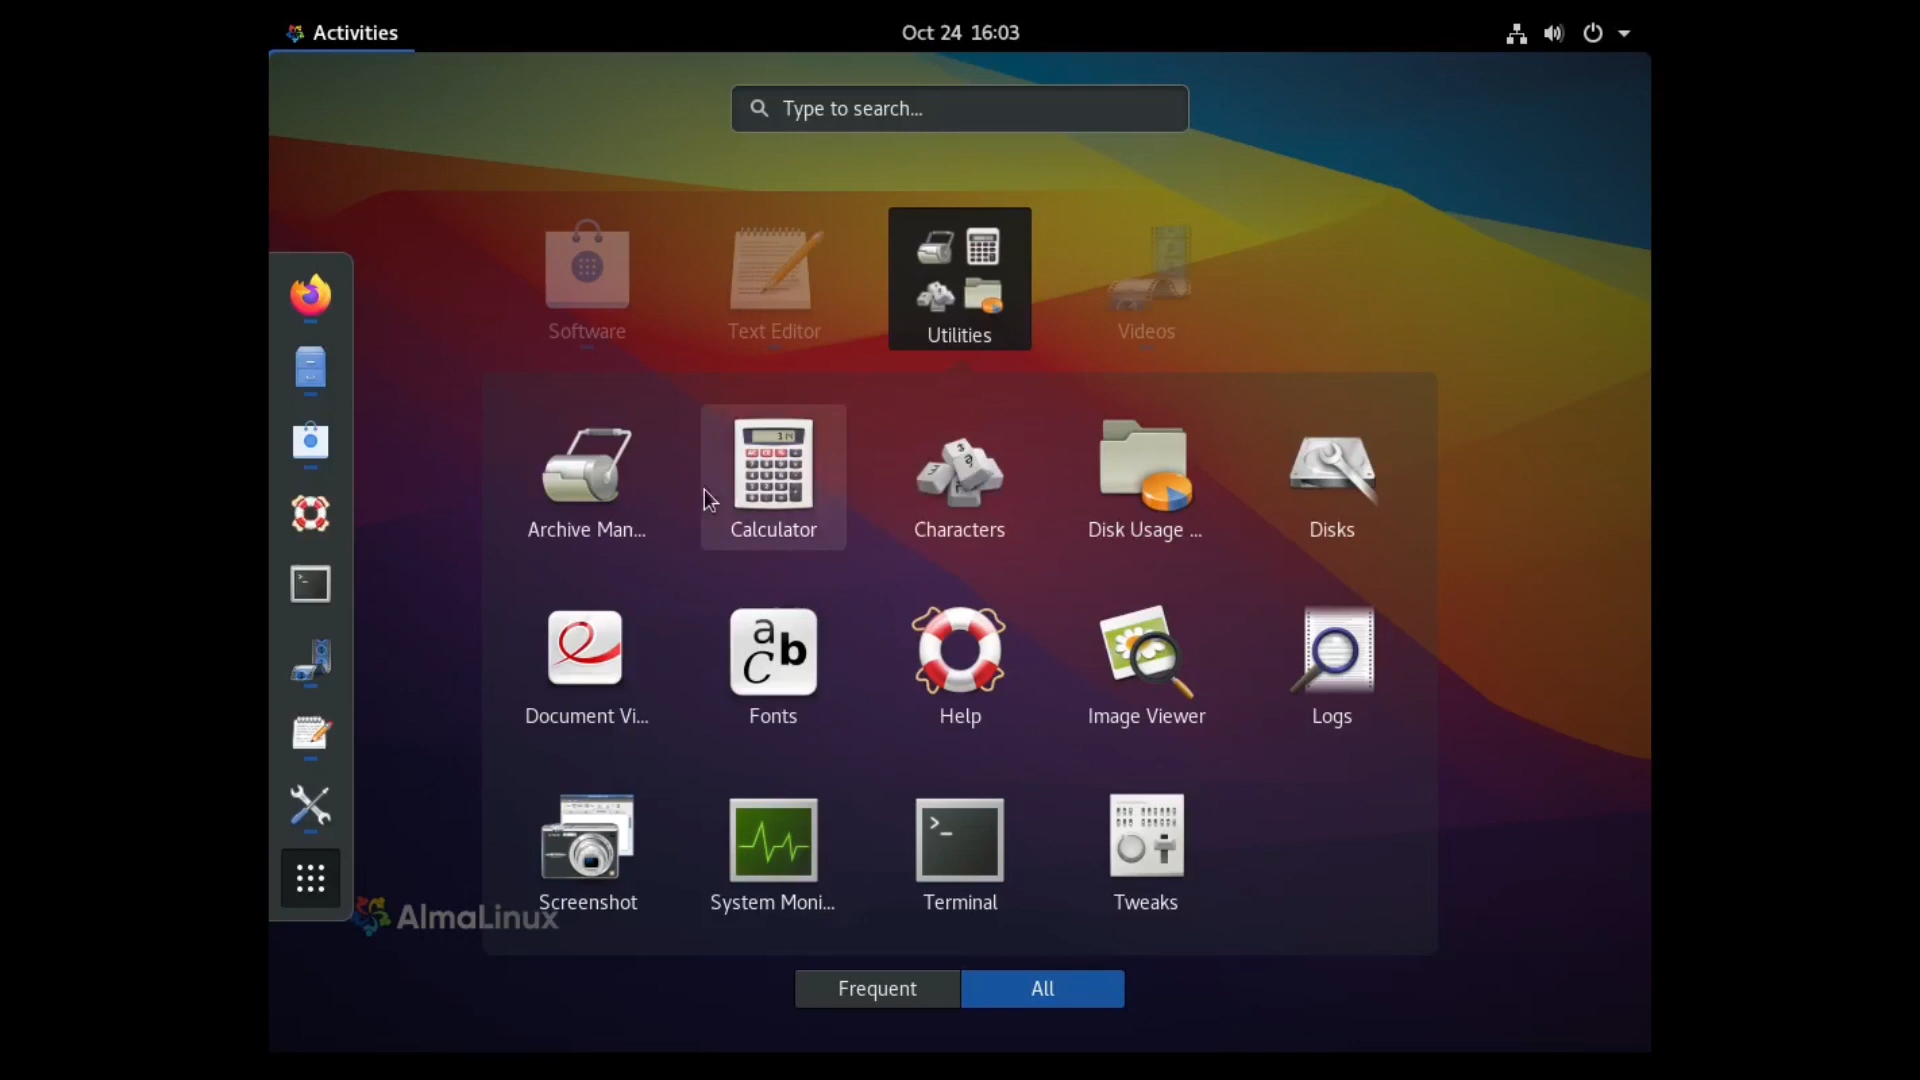 Activities
Oct 24 16:03
Type to search...
Software
Text Editor
Utilities
Videos
Archive Man...
Calculator
Characters
Disk Usage ...
Disks
Document Vi...
Fonts
Help
Image Viewer
Logs
Screenshot
System Moni...
Terminal
Tweaks
AlmaLinux
Frequent
All